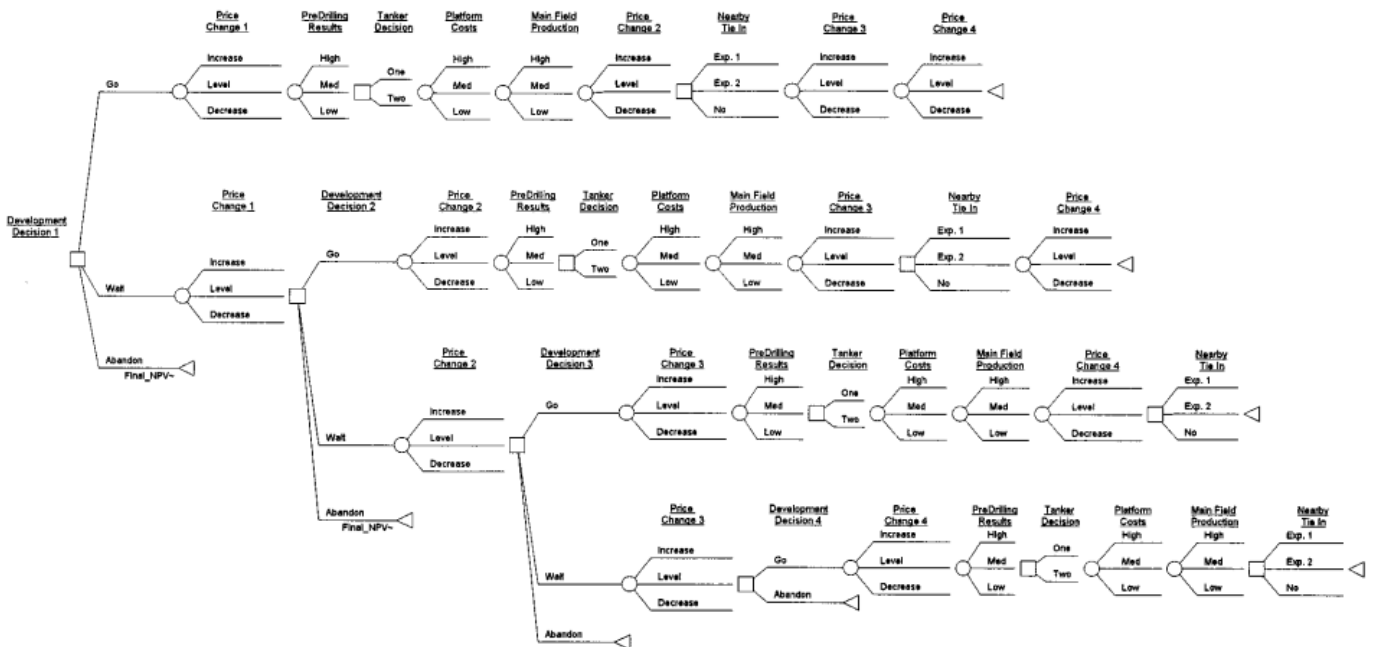 Price Change 1
PreDrilling Results
Tanker Decision
Platform Costs
Main Field Production
Price Change 2
Nearby Tie In
Price Change 3
Price Change 4
Go
Increase
Level
Decrease
High
Med
Low
One
Two
High
Med
Low
High
Med
Low
Increase
Level
Decrease
Exp. 1
Exp. 2
No
Increase
Level
Decrease
Increase
Level
Decrease
Development Decision 1
Price Change 1
Development Decision 2
Price Change 2
PreDrilling Results
Tanker Decision
Platform Costs
Main Field Production
Price Change 3
Nearby Tie In
Price Change 4
Wait
Increase
Level
Decrease
Go
Increase
Level
Decrease
High
Med
Low
One
Two
High
Med
Low
High
Med
Low
Increase
Level
Decrease
Exp. 1
Exp. 2
No
Increase
Level
Decrease
Abandon
Final_NPV~
Price Change 2
Development Decision 3
Price Change 3
PreDrilling Results
Tanker Decision
Platform Costs
Main Field Production
Price Change 4
Nearby Tie In
Wait
Increase
Level
Decrease
Go
Increase
Level
Decrease
High
Med
Low
One
Two
High
Med
Low
High
Med
Low
Increase
Level
Decrease
Exp. 1
Exp. 2
No
Abandon
Final_NPV~
Price Change 3
Development Decision 4
Price Change 4
PreDrilling Results
Tanker Decision
Platform Costs
Main Field Production
Nearby Tie In
Wait
Increase
Level
Decrease
Go
Abandon
Increase
Level
Decrease
High
Med
Low
One
Two
High
Med
Low
High
Med
Low
Exp. 1
Exp. 2
No
Abandon